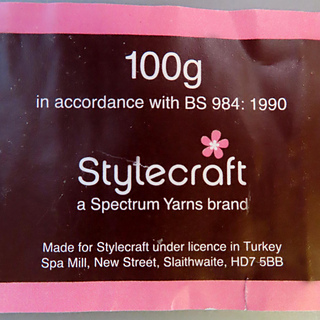 100g
in accordance with BS 984: 1990
Stylecraft
a Spectrum Yarns brand
Made for Stylecraft under licence in Turkey
Spa Mill, New Street, Slaithwaite, HD7 5BB